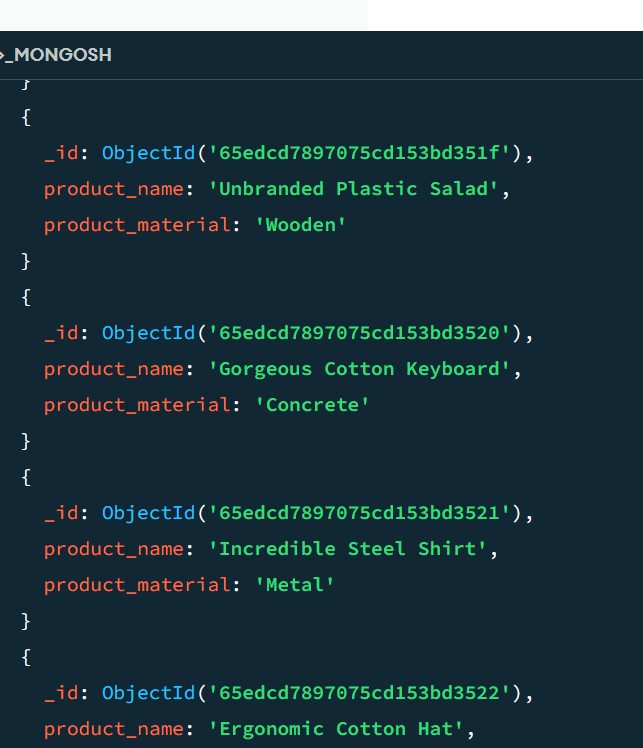 >_MONGOSH
}
{
_id: ObjectId('65edcd7897075cd153bd351f'),
product_name: 'Unbranded Plastic Salad',
product_material: 'Wooden'
}
{
_id: ObjectId('65edcd7897075cd153bd3520'),
product_name: 'Gorgeous Cotton Keyboard',
product_material: 'Concrete'
}
{
_id: ObjectId('65edcd7897075cd153bd3521'),
product_name: 'Incredible Steel Shirt',
product_material: 'Metal'
}
{
_id: ObjectId('65edcd7897075cd153bd3522'),
product_name: 'Ergonomic Cotton Hat',